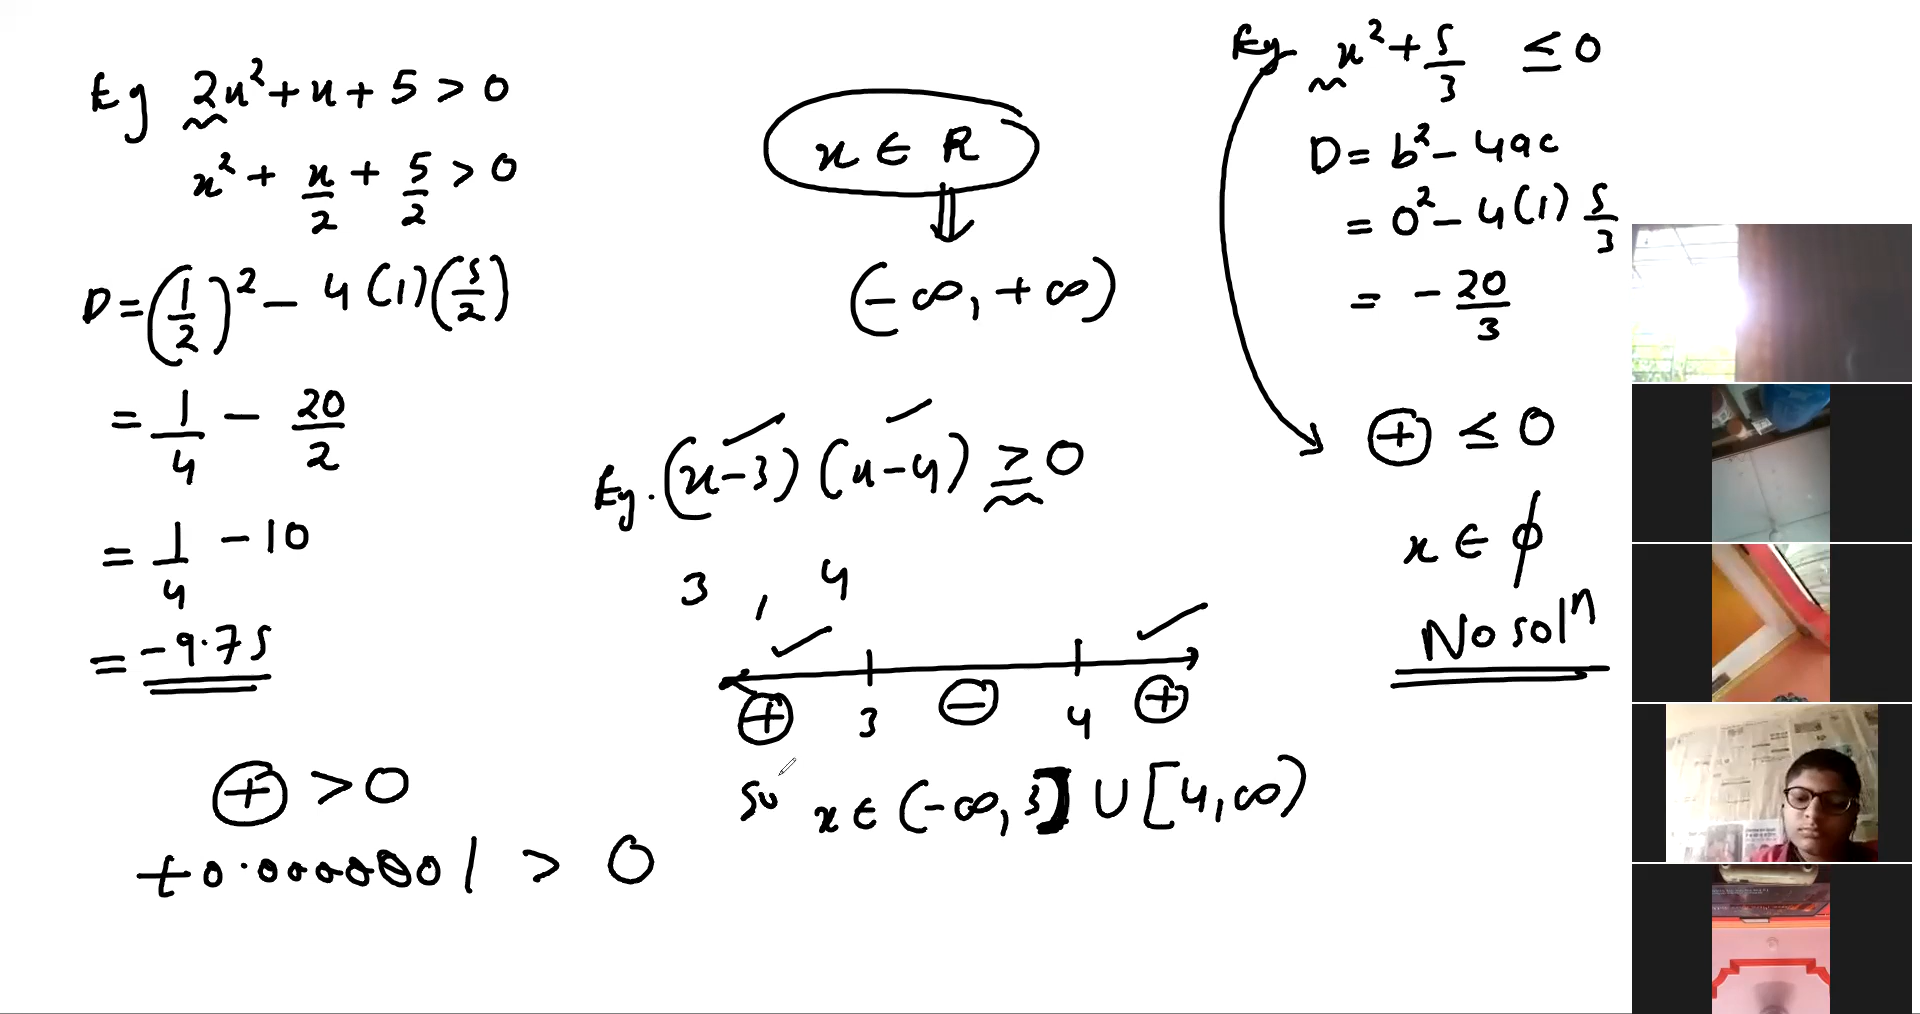 Eg 2x²+x+5 > 0
x² + x/2 + 5/2 > 0
D = (1/2)² - 4(1)(5/2)
= 1/4 - 20/2
= 1/4 - 10
= -9.75
⊕ > 0
+0.00000001 > 0
x ∈ R
⇓
(-∞, +∞)
Eg. (x-3)(x-4) ≥ 0
3 , 4
⊕ 3 ⊖ 4 ⊕
So x ∈ (-∞, 3] ∪ [4, ∞)
Eg x² + 5/3 ≤ 0
D = b² - 4ac
= 0² - 4(1) 5/3
= - 20/3
⊕ ≤ 0
x ∈ ϕ
No solⁿ